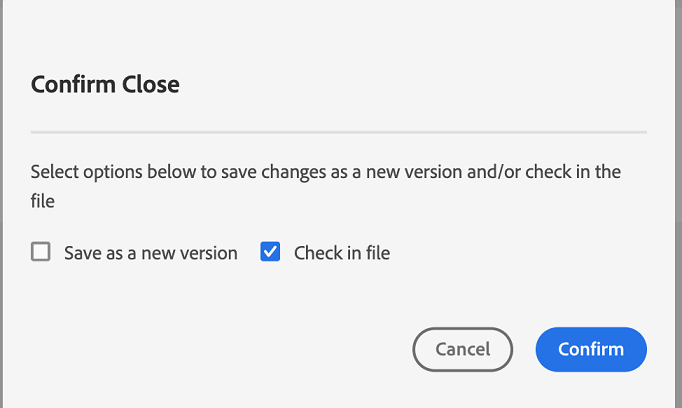 Confirm Close
Select options below to save changes as a new version and/or check in the
file
Save as a new version Check in file
Cancel Confirm